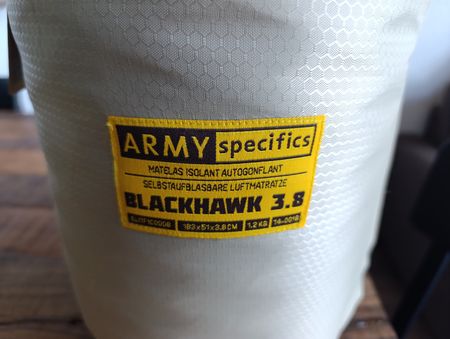 ARMY specifics
MATELAS ISOLANT AUTOGONFLANT
SELBSTAUFBLASBARE LUFTMATRATZE
BLACKHAWK 3.8
183x51x3.8CM 1,2 KG